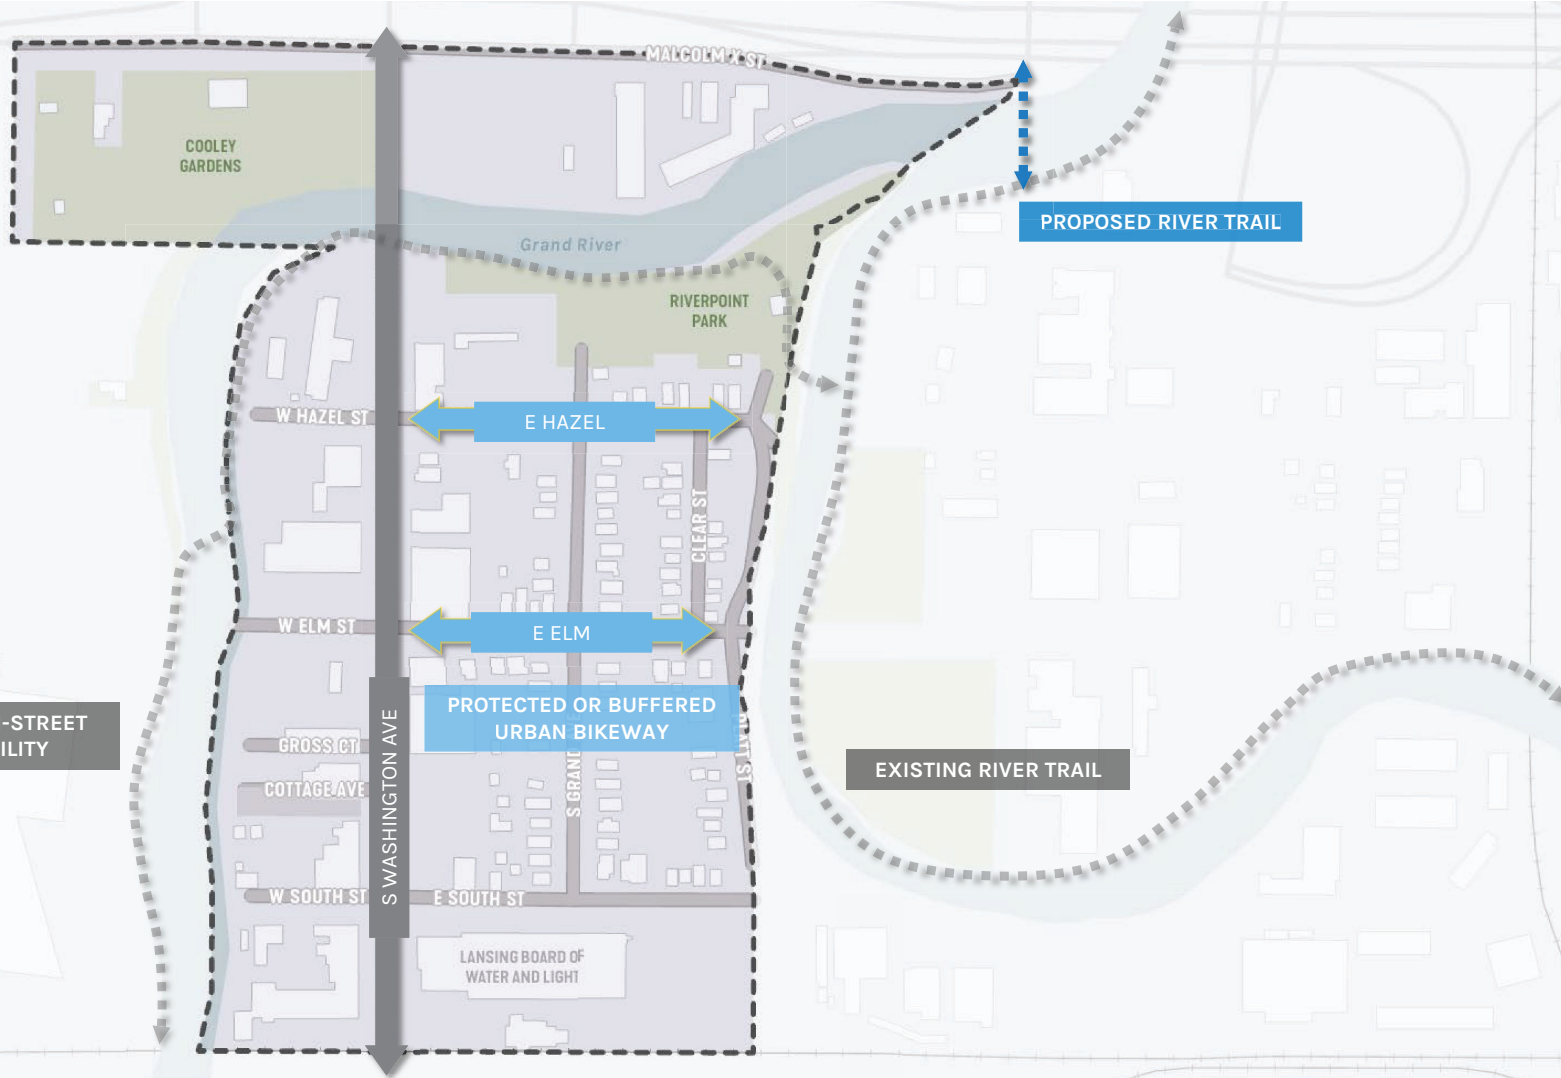 MALCOLM X ST
COOLEY
GARDENS
PROPOSED RIVER TRAIL
Grand River
RIVERPOINT
PARK
W HAZEL ST
E HAZEL
CLEAR ST
W ELM ST
E ELM
PROTECTED OR BUFFERED
URBAN BIKEWAY
-STREET
ILITY
S WASHINGTON AVE
GROSS CT
PLATT ST
EXISTING RIVER TRAIL
COTTAGE AVE
S GRAND
W SOUTH ST
E SOUTH ST
LANSING BOARD OF
WATER AND LIGHT